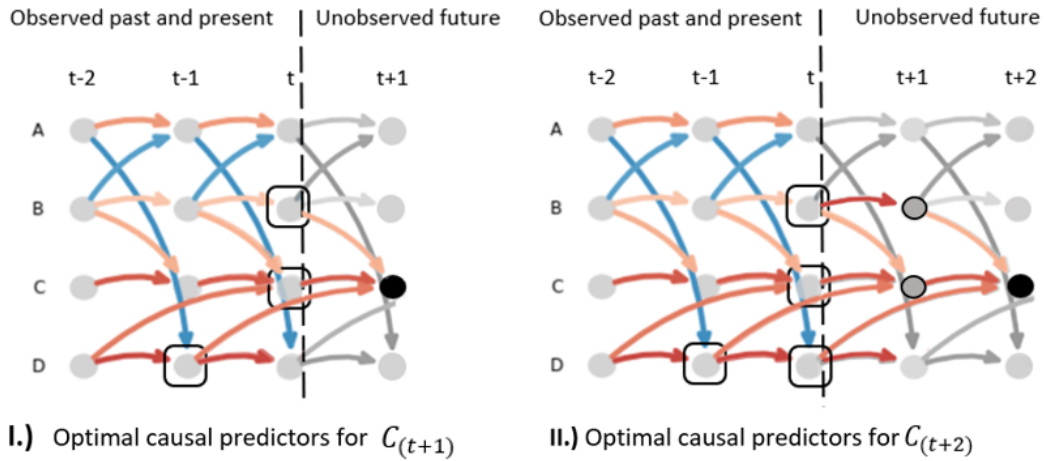 Observed past and present Unobserved future
t-2 t-1 t t+1
A
B
C
D
I.) Optimal causal predictors for C(t+1)
Observed past and present Unobserved future
t-2 t-1 t t+1 t+2
A
B
C
D
II.) Optimal causal predictors for C(t+2)